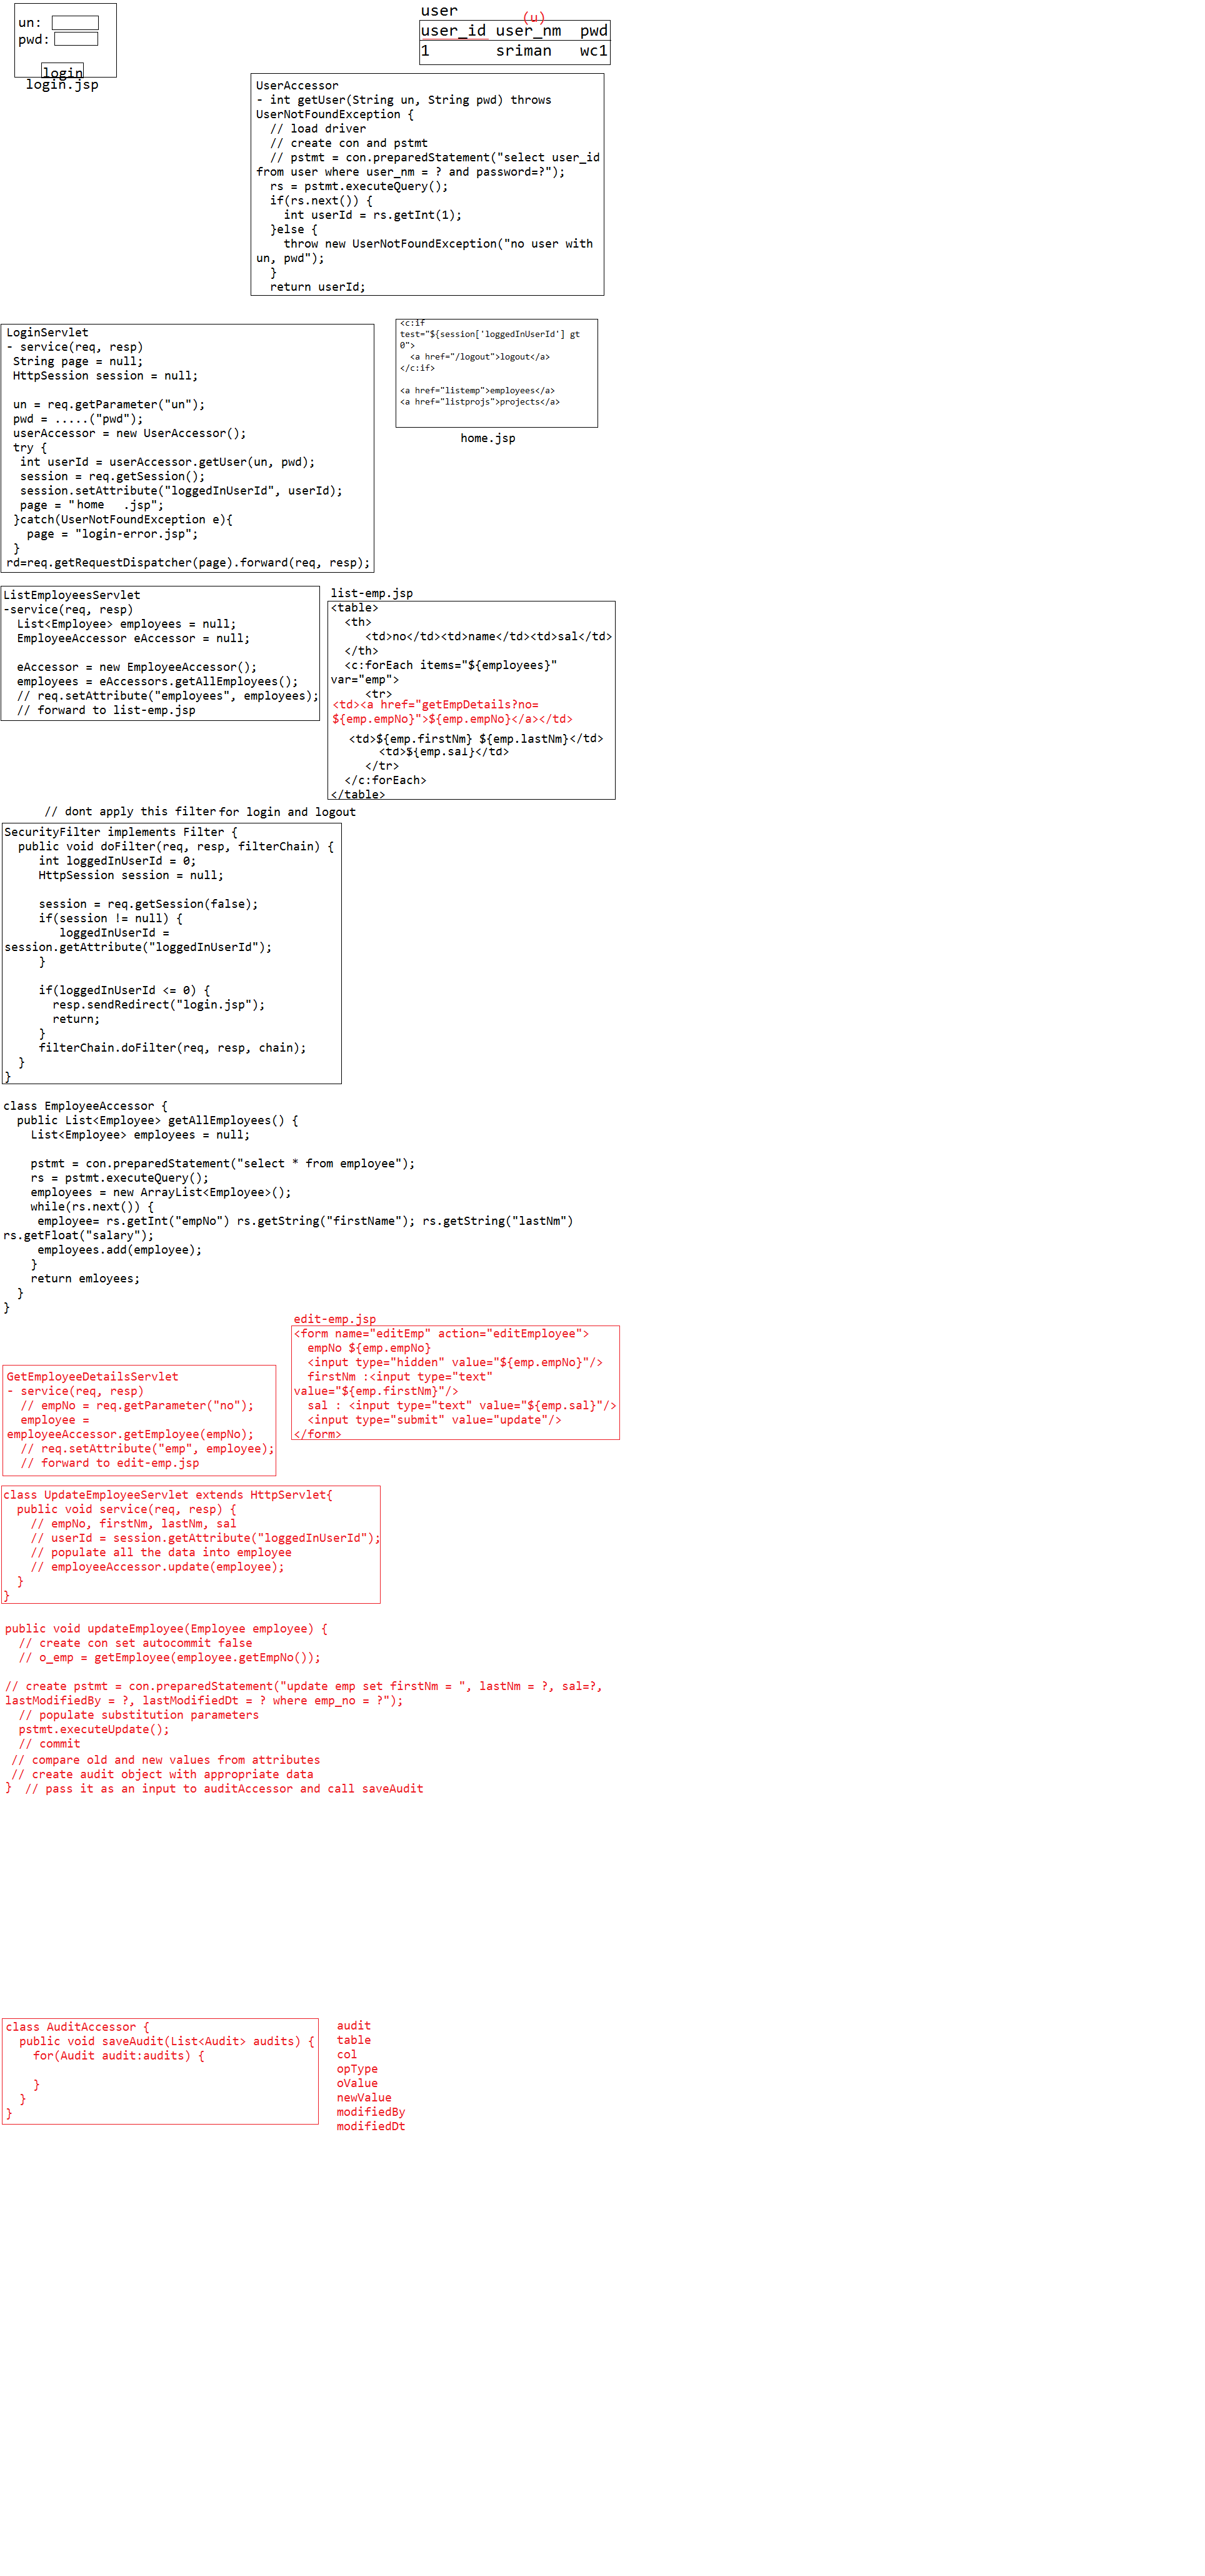 un:
pwd:
login
login.jsp
user
(u)
user_id user_nm pwd
1 sriman wc1
UserAccessor
- int getUser(String un, String pwd) throws
UserNotFoundException {
// load driver
// create con and pstmt
// pstmt = con.preparedStatement("select user_id
from user where user_nm = ? and password=?");
rs = pstmt.executeQuery();
if(rs.next()) {
int userId = rs.getInt(1);
}else {
throw new UserNotFoundException("no user with
un, pwd");
}
return userId;
LoginServlet
- service(req, resp)
String page = null;
HttpSession session = null;
un = req.getParameter("un");
pwd = .....("pwd");
userAccessor = new UserAccessor();
try {
int userId = userAccessor.getUser(un, pwd);
session = req.getSession();
session.setAttribute("loggedInUserId", userId);
page = "home .jsp";
}catch(UserNotFoundException e){
page = "login-error.jsp";
}
rd=req.getRequestDispatcher(page).forward(req, resp);
<c:if
test="${session['loggedInUserId'] gt
0">
<a href="/logout">logout</a>
</c:if>
<a href="listemp">employees</a>
<a href="listprojs">projects</a>
home.jsp
ListEmployeesServlet
-service(req, resp)
List<Employee> employees = null;
EmployeeAccessor eAccessor = null;
eAccessor = new EmployeeAccessor();
employees = eAccessors.getAllEmployees();
// req.setAttribute("employees", employees);
// forward to list-emp.jsp
list-emp.jsp
<table>
<th>
<td>no</td><td>name</td><td>sal</td>
</th>
<c:forEach items="${employees}"
var="emp">
<tr>
<td><a href="getEmpDetails?no=
${emp.empNo}">${emp.empNo}</a></td>
<td>${emp.firstNm} ${emp.lastNm}</td>
<td>${emp.sal}</td>
</tr>
</c:forEach>
</table>
// dont apply this filter for login and logout
SecurityFilter implements Filter {
public void doFilter(req, resp, filterChain) {
int loggedInUserId = 0;
HttpSession session = null;
session = req.getSession(false);
if(session != null) {
loggedInUserId =
session.getAttribute("loggedInUserId");
}
if(loggedInUserId <= 0) {
resp.sendRedirect("login.jsp");
return;
}
filterChain.doFilter(req, resp, chain);
}
}
class EmployeeAccessor {
public List<Employee> getAllEmployees() {
List<Employee> employees = null;
pstmt = con.preparedStatement("select * from employee");
rs = pstmt.executeQuery();
employees = new ArrayList<Employee>();
while(rs.next()) {
employee= rs.getInt("empNo") rs.getString("firstName"); rs.getString("lastNm")
rs.getFloat("salary");
employees.add(employee);
}
return emloyees;
}
}
edit-emp.jsp
<form name="editEmp" action="editEmployee">
empNo ${emp.empNo}
<input type="hidden" value="${emp.empNo}"/>
firstNm :<input type="text"
value="${emp.firstNm}"/>
sal : <input type="text" value="${emp.sal}"/>
<input type="submit" value="update"/>
</form>
GetEmployeeDetailsServlet
- service(req, resp)
// empNo = req.getParameter("no");
employee =
employeeAccessor.getEmployee(empNo);
// req.setAttribute("emp", employee);
// forward to edit-emp.jsp
class UpdateEmployeeServlet extends HttpServlet{
public void service(req, resp) {
// empNo, firstNm, lastNm, sal
// userId = session.getAttribute("loggedInUserId");
// populate all the data into employee
// employeeAccessor.update(employee);
}
}
public void updateEmployee(Employee employee) {
// create con set autocommit false
// o_emp = getEmployee(employee.getEmpNo());
// create pstmt = con.preparedStatement("update emp set firstNm = ", lastNm = ?, sal=?,
lastModifiedBy = ?, lastModifiedDt = ? where emp_no = ?");
// populate substitution parameters
pstmt.executeUpdate();
// commit
// compare old and new values from attributes
// create audit object with appropriate data
} // pass it as an input to auditAccessor and call saveAudit
class AuditAccessor {
public void saveAudit(List<Audit> audits) {
for(Audit audit:audits) {
}
}
}
audit
table
col
opType
oValue
newValue
modifiedBy
modifiedDt